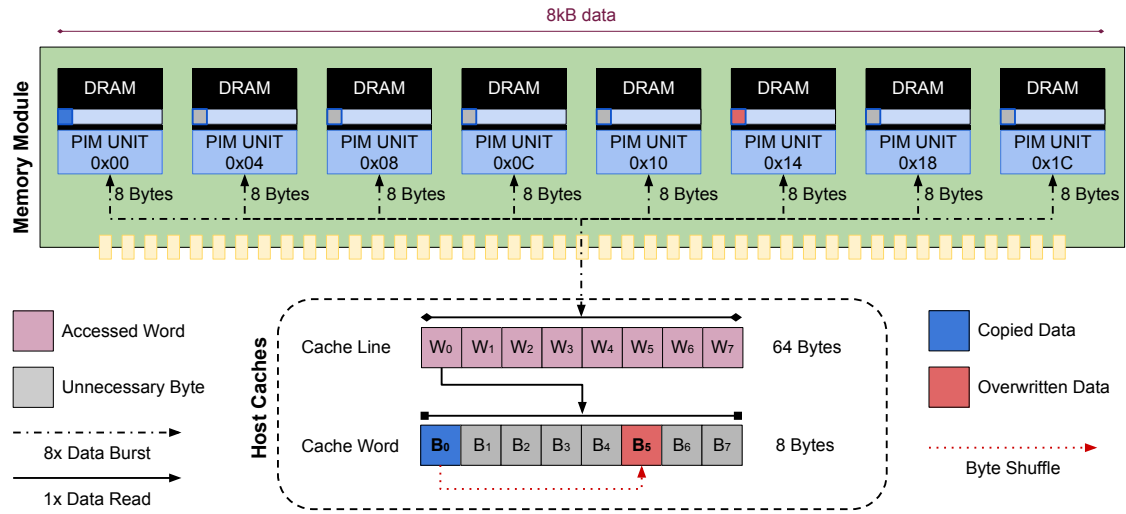 8kB data
Memory Module
DRAM DRAM DRAM DRAM DRAM DRAM DRAM DRAM
PIM UNIT PIM UNIT PIM UNIT PIM UNIT PIM UNIT PIM UNIT PIM UNIT PIM UNIT
0x00 0x04 0x08 0x0C 0x10 0x14 0x18 0x1C
8 Bytes 8 Bytes 8 Bytes 8 Bytes 8 Bytes 8 Bytes 8 Bytes 8 Bytes
Accessed Word
Unnecessary Byte
8x Data Burst
1x Data Read
Host Caches
Cache Line W₀ W₁ W₂ W₃ W₄ W₅ W₆ W₇ 64 Bytes
Cache Word B₀ B₁ B₂ B₃ B₄ B₅ B₆ B₇ 8 Bytes
Copied Data
Overwritten Data
Byte Shuffle